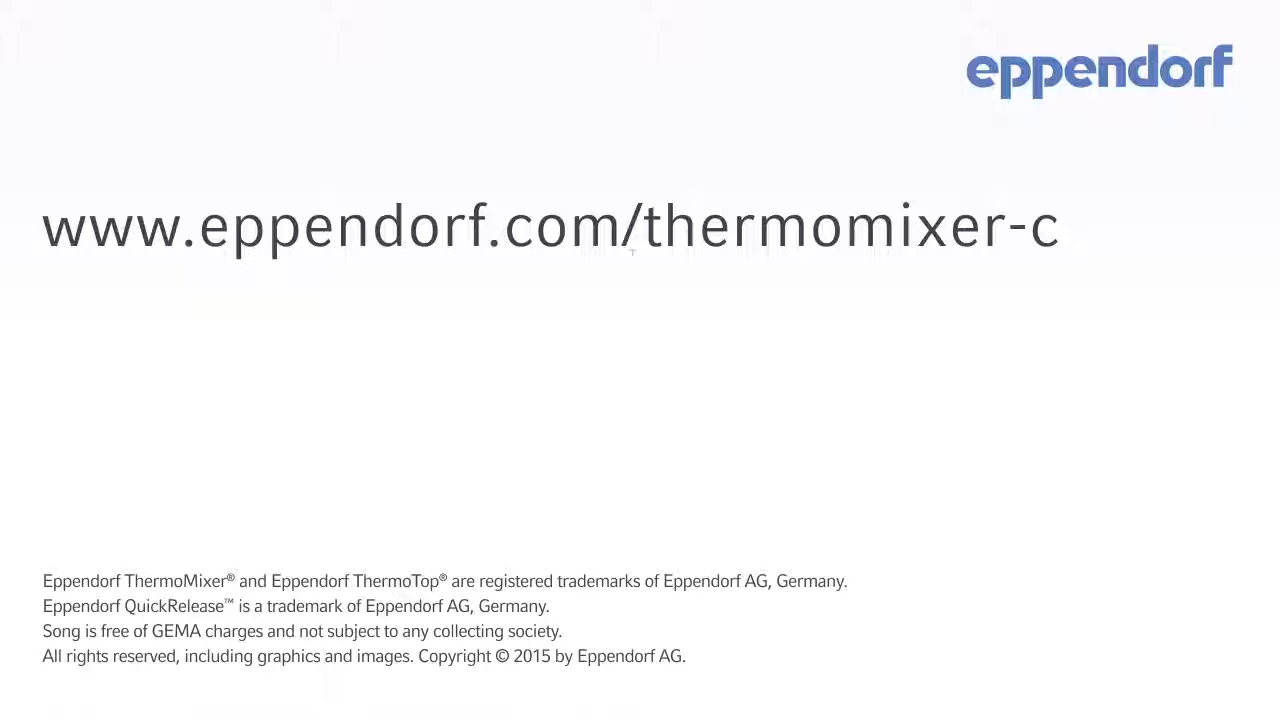 eppendorf
www.eppendorf.com/thermomixer-c
Eppendorf ThermoMixer® and Eppendorf ThermoTop® are registered trademarks of Eppendorf AG, Germany.
Eppendorf QuickRelease™ is a trademark of Eppendorf AG, Germany.
Song is free of GEMA charges and not subject to any collecting society.
All rights reserved, including graphics and images. Copyright © 2015 by Eppendorf AG.